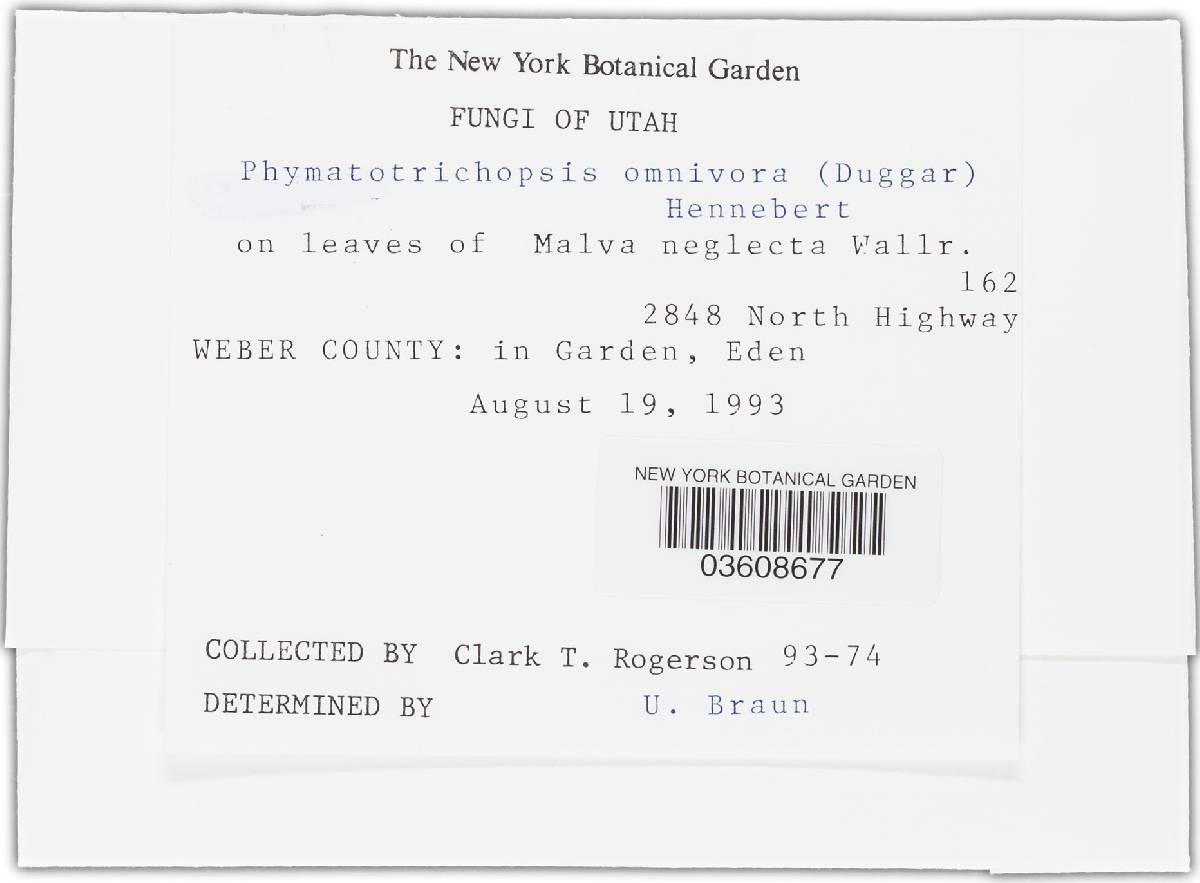 The New York Botanical Garden
FUNGI OF UTAH
Phymatotrichopsis omnivora (Duggar)
Hennebert
on leaves of Malva neglecta Wallr.
162
2848 North Highway
WEBER COUNTY: in Garden, Eden
August 19, 1993
NEW YORK BOTANICAL GARDEN
03608677
COLLECTED BY Clark T. Rogerson 93-74
DETERMINED BY U. Braun